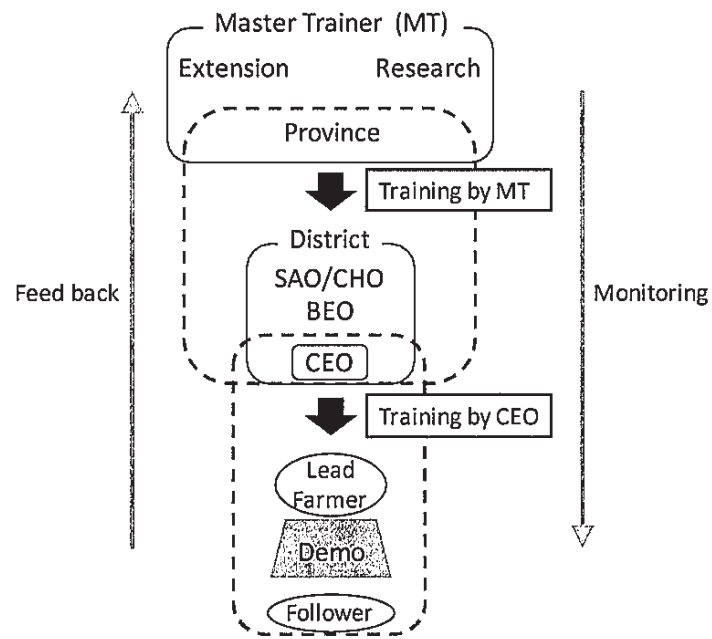 Master Trainer (MT)
Extension Research
Province
Training by MT
District
SAO/CHO
BEO
Feed back
Monitoring
CEO
Training by CEO
Lead
Farmer
Demo
Follower